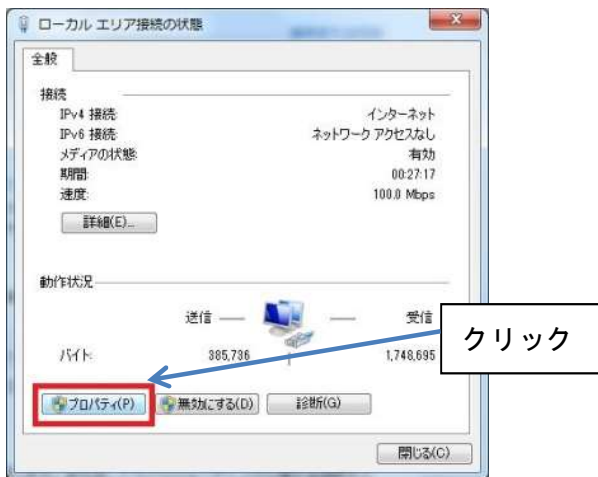 ローカル エリア接続の状態
全般
接続
IPv4 接続: インターネット
IPv6 接続: ネットワーク アクセスなし
メディアの状態: 有効
期間: 00:27:17
速度: 100.0 Mbps
詳細(E)...
動作状況
送信 受信
クリック
バイト: 385,736 1,748,695
プロパティ(P) 無効にする(D) 診断(G)
閉じる(C)